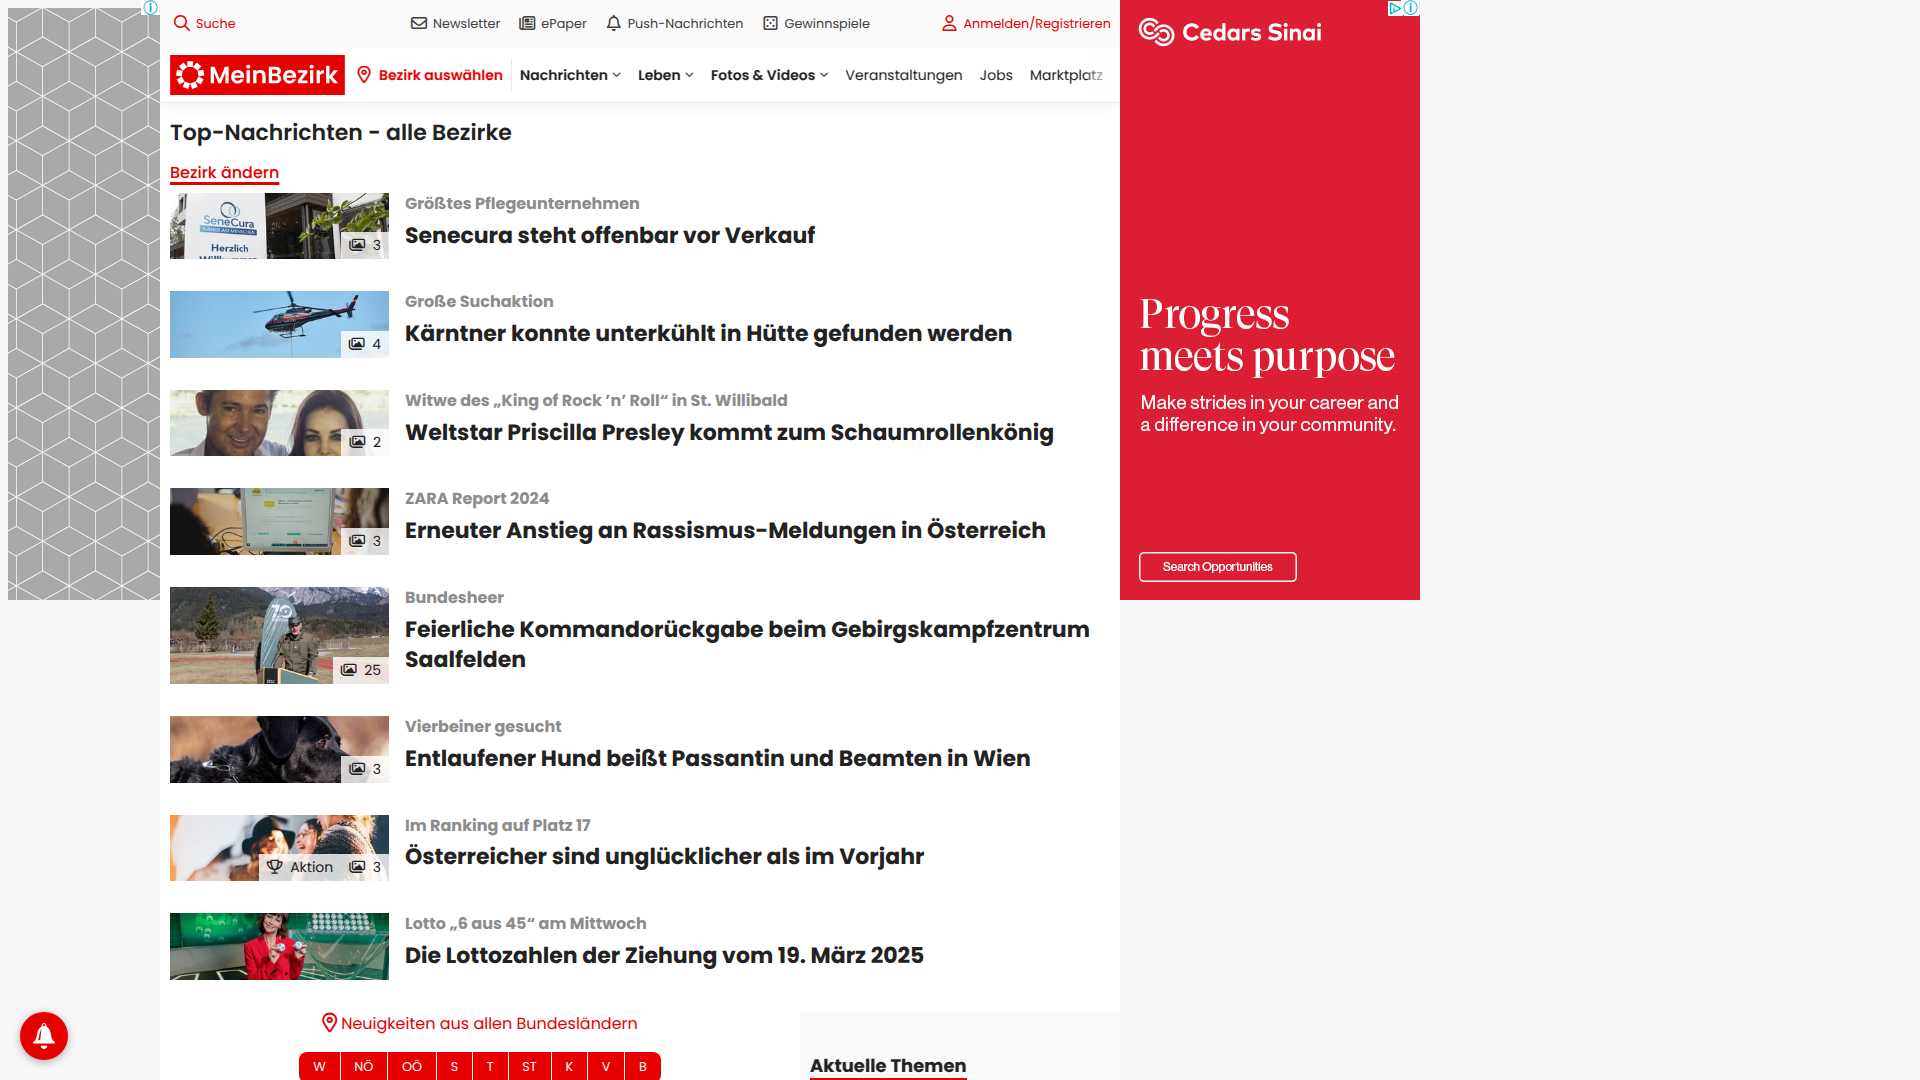 Suche
Newsletter
ePaper
Push-Nachrichten
Gewinnspiele
Anmelden/Registrieren
MeinBezirk
Bezirk auswählen
Nachrichten
Leben
Fotos & Videos
Veranstaltungen
Jobs
Marktplatz
Top-Nachrichten - alle Bezirke
Bezirk ändern
SeneCura
Herzlich
3
Größtes Pflegeunternehmen
Senecura steht offenbar vor Verkauf
4
Große Suchaktion
Kärntner konnte unterkühlt in Hütte gefunden werden
2
Witwe des „King of Rock ’n’ Roll“ in St. Willibald
Weltstar Priscilla Presley kommt zum Schaumrollenkönig
3
ZARA Report 2024
Erneuter Anstieg an Rassismus-Meldungen in Österreich
25
Bundesheer
Feierliche Kommandorückgabe beim Gebirgskampfzentrum
Saalfelden
3
Vierbeiner gesucht
Entlaufener Hund beißt Passantin und Beamten in Wien
Aktion 3
Im Ranking auf Platz 17
Österreicher sind unglücklicher als im Vorjahr
Lotto „6 aus 45“ am Mittwoch
Die Lottozahlen der Ziehung vom 19. März 2025
Neuigkeiten aus allen Bundesländern
W NÖ OÖ S T ST K V B
Aktuelle Themen
Cedars Sinai
Progress
meets purpose
Make strides in your career and
a difference in your community.
Search Opportunities